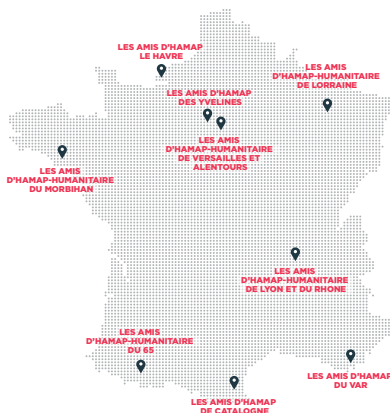 LES AMIS D'HAMAP
LE HAVRE
LES AMIS
D'HAMAP-HUMANITAIRE
DE LORRAINE
LES AMIS D'HAMAP
DES YVELINES
LES AMIS
D'HAMAP-HUMANITAIRE
DE VERSAILLES ET
ALENTOURS
LES AMIS
D'HAMAP-HUMANITAIRE
DU MORBIHAN
LES AMIS
D'HAMAP-HUMANITAIRE
DE LYON ET DU RHONE
LES AMIS
D'HAMAP-HUMANITAIRE
DU 65
LES AMIS D'HAMAP
DU VAR
LES AMIS D'HAMAP
DE CATALOGNE